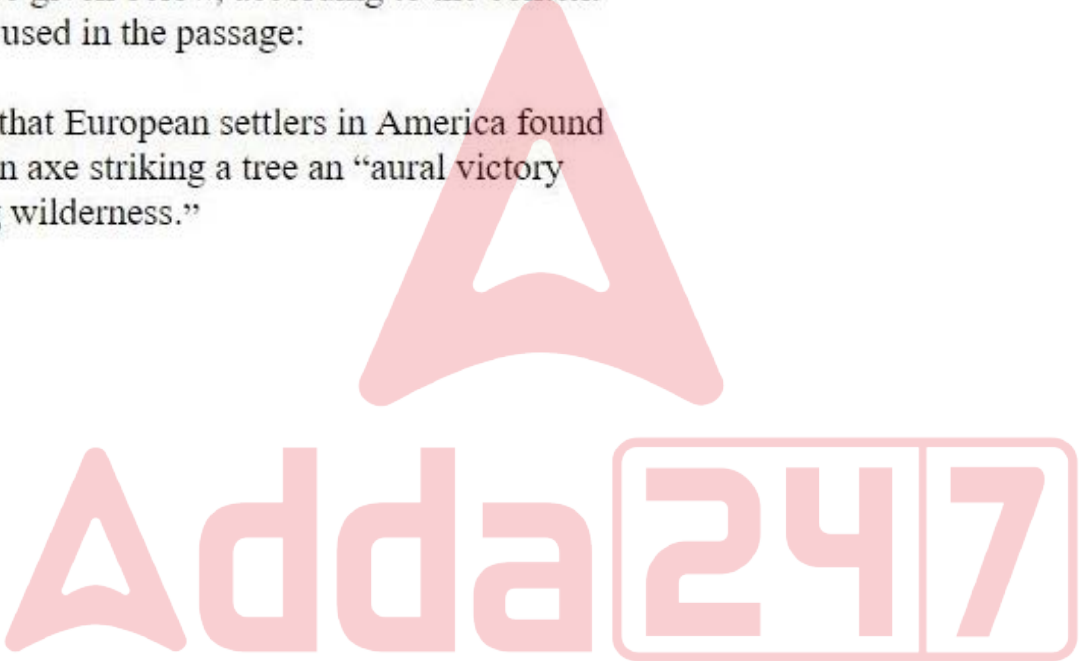 used in the passage:
that European settlers in America found
axe striking a tree an “aural victory
wilderness.”
Adda247